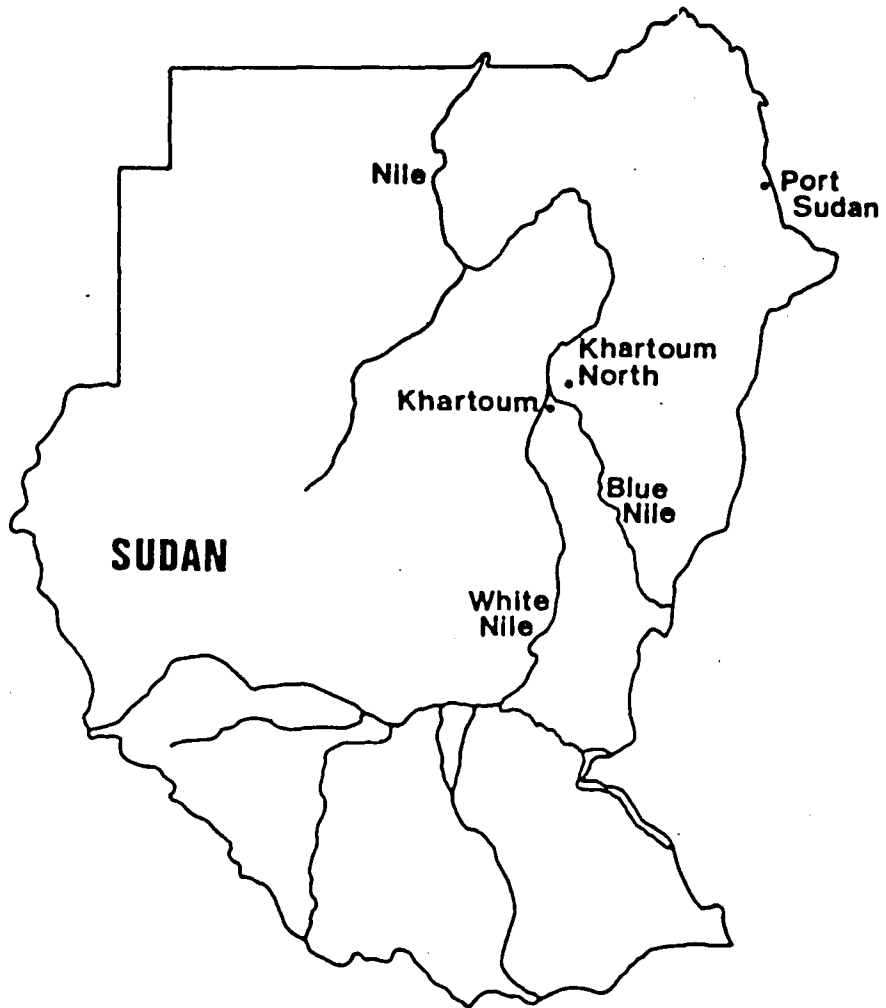 Nile
Port
Sudan
Khartoum
North
Khartoum
Blue
Nile
SUDAN
White
Nile